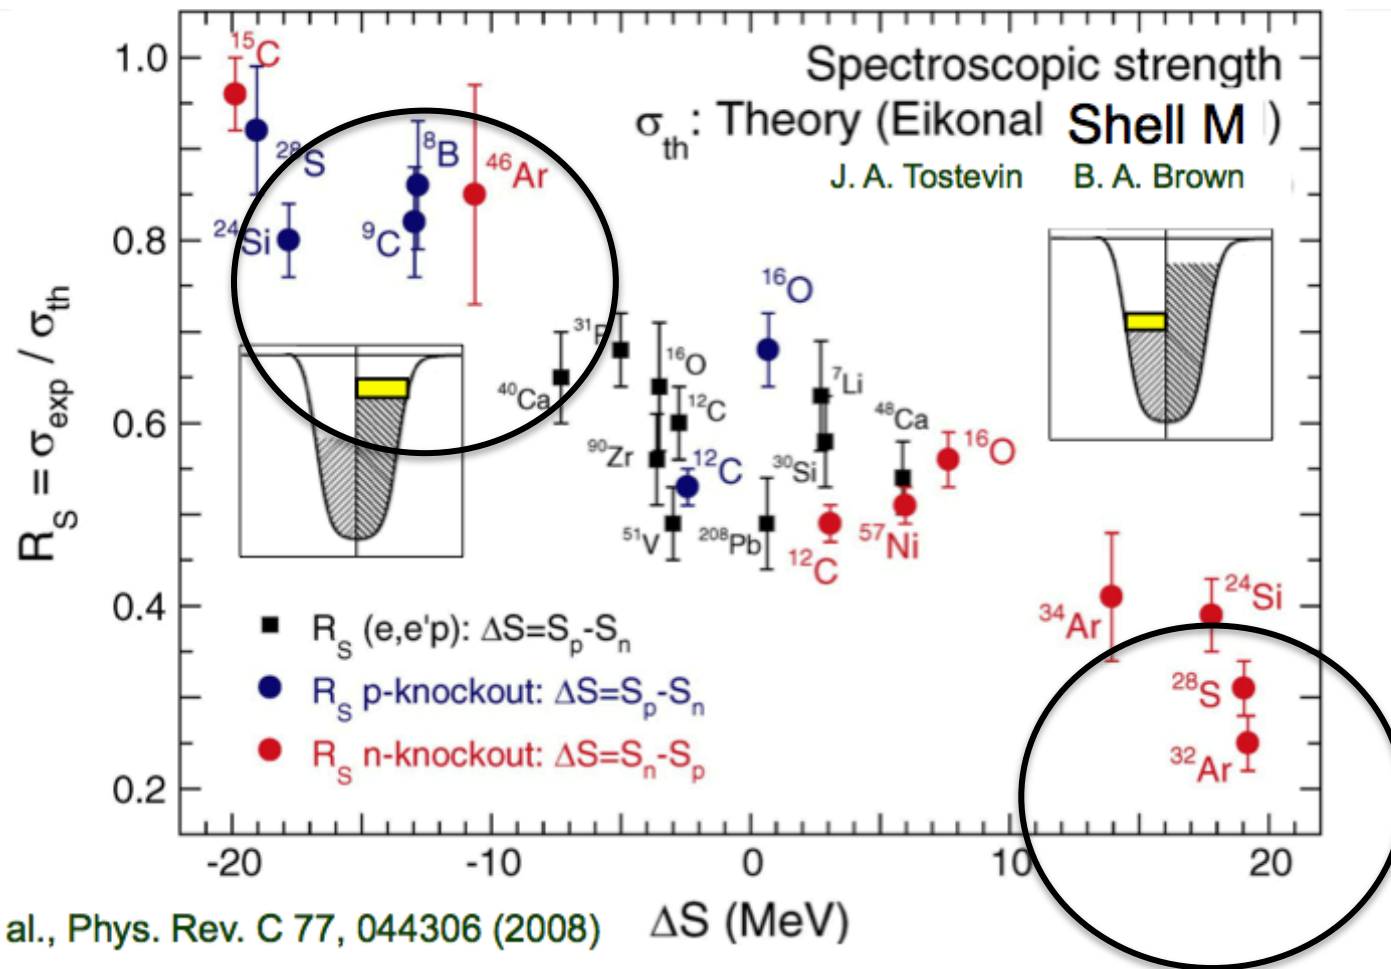 Spectroscopic strength
σth: Theory (Eikonal Shell M )
J. A. Tostevin B. A. Brown
RS = σexp / σth
1.0
0.8
0.6
0.4
0.2
15C
28S
24Si
8B
9C
46Ar
16O
31P
16O
40Ca
12C
90Zr
12C
51V
208Pb
7Li
30Si
48Ca
16O
12C
57Ni
34Ar
24Si
28S
32Ar
RS (e,e'p): ΔS=Sp-Sn
RS p-knockout: ΔS=Sp-Sn
RS n-knockout: ΔS=Sn-Sp
-20 -10 0 10 20
al., Phys. Rev. C 77, 044306 (2008)
ΔS (MeV)